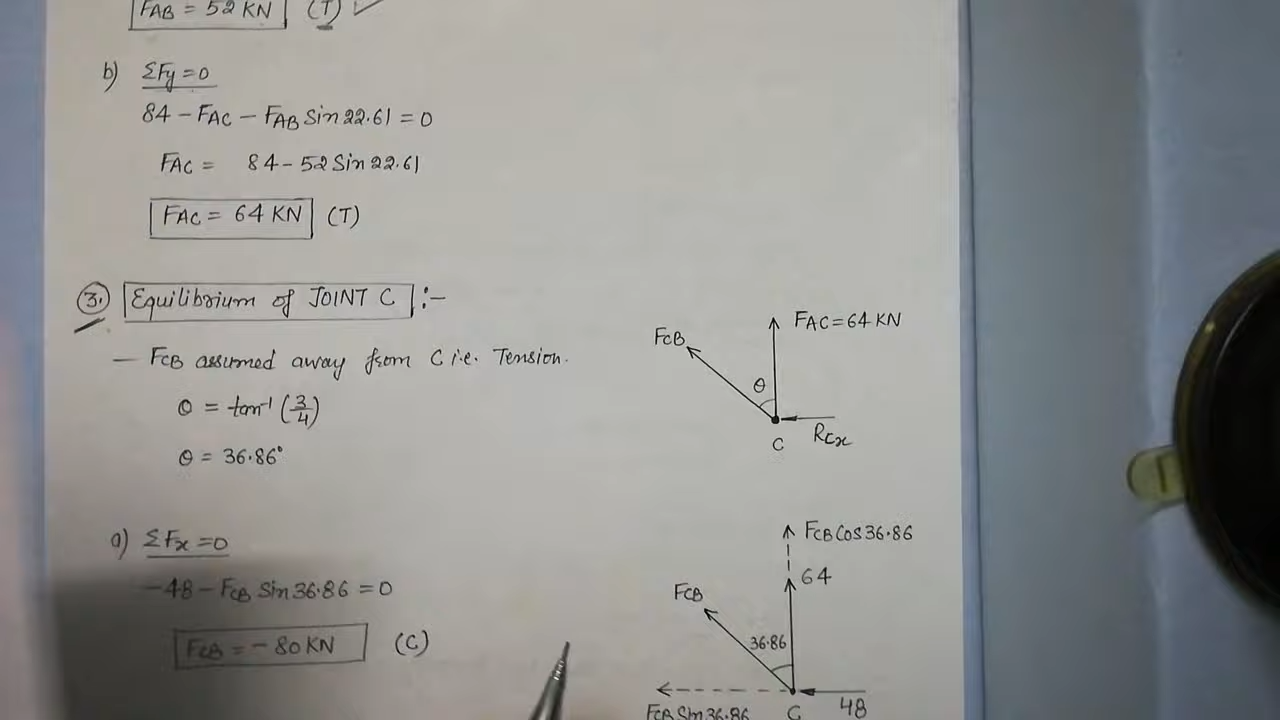 FAB = 52 KN (T)
b) ΣFy = 0
84 - FAC - FAB Sin 22.61 = 0
FAC = 84 - 52 Sin 22.61
FAC = 64 KN (T)
3. Equilibrium of JOINT C :-
— FCB assumed away from C i.e. Tension.
θ = tan⁻¹ (3/4)
θ = 36.86°
FCB
FAC = 64 KN
θ
C
RCx
a) ΣFx = 0
-48 - FCB Sin 36.86 = 0
FCB = - 80 KN (C)
FCB Cos 36.86
64
FCB
36.86
FCB Sin 36.86
C
48